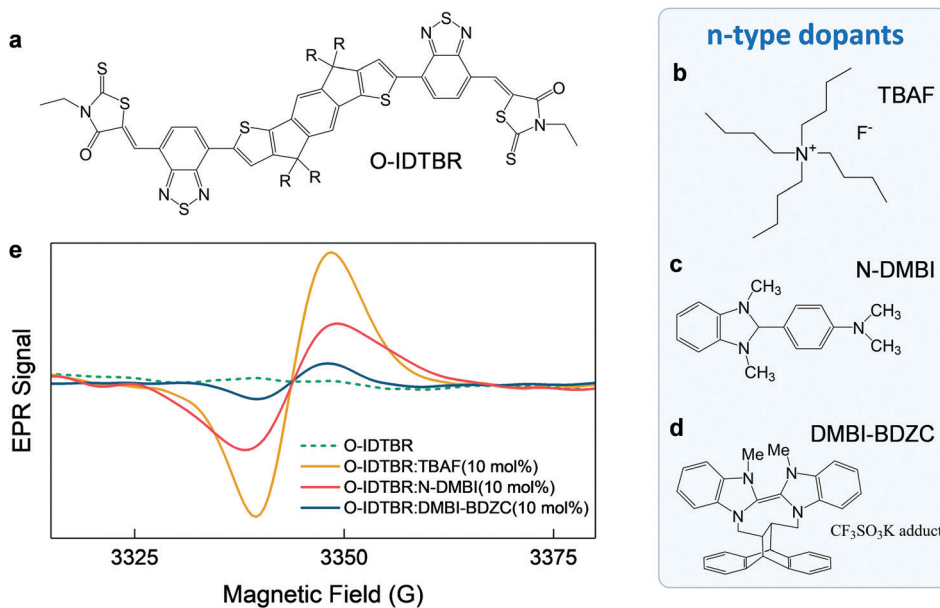 a
R R
N S N
S
S
N
S
O
N
S
S
O
N
S
S
R R
N S N
O-IDTBR
n-type dopants
b
TBAF
F⁻
N⁺
c
N-DMBI
CH₃
N
N
CH₃
N
CH₃
CH₃
d
DMBI-BDZC
Me Me
N N
N N
CF₃SO₃K adduct
e
EPR Signal
O-IDTBR
O-IDTBR:TBAF(10 mol%)
O-IDTBR:N-DMBI(10 mol%)
O-IDTBR:DMBI-BDZC(10 mol%)
3325 3350 3375
Magnetic Field (G)